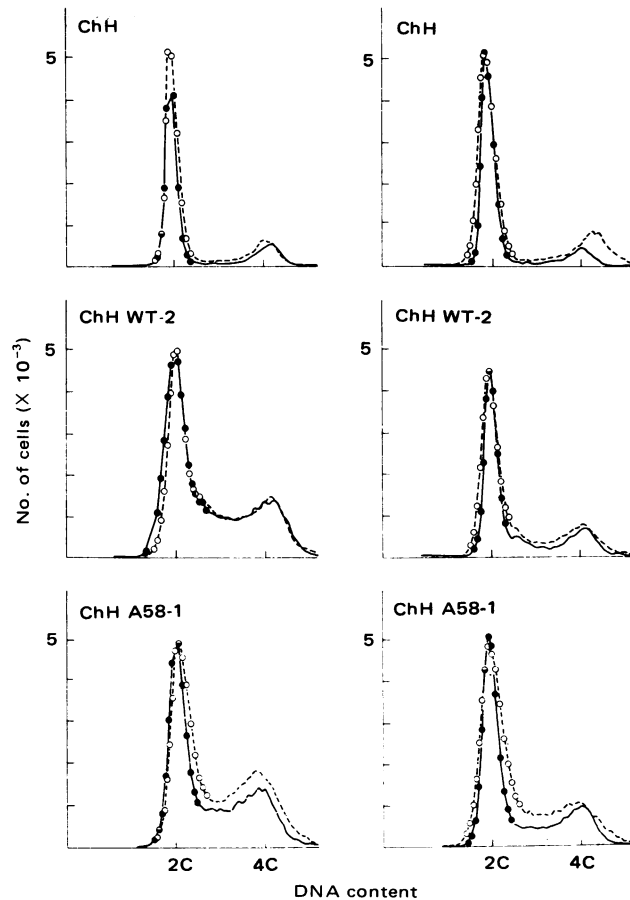 ChH
5
ChH
5
ChH WT-2
5
ChH WT-2
5
ChH A58-1
5
ChH A58-1
5
No. of cells (X 10⁻³)
2C 4C
2C 4C
DNA content